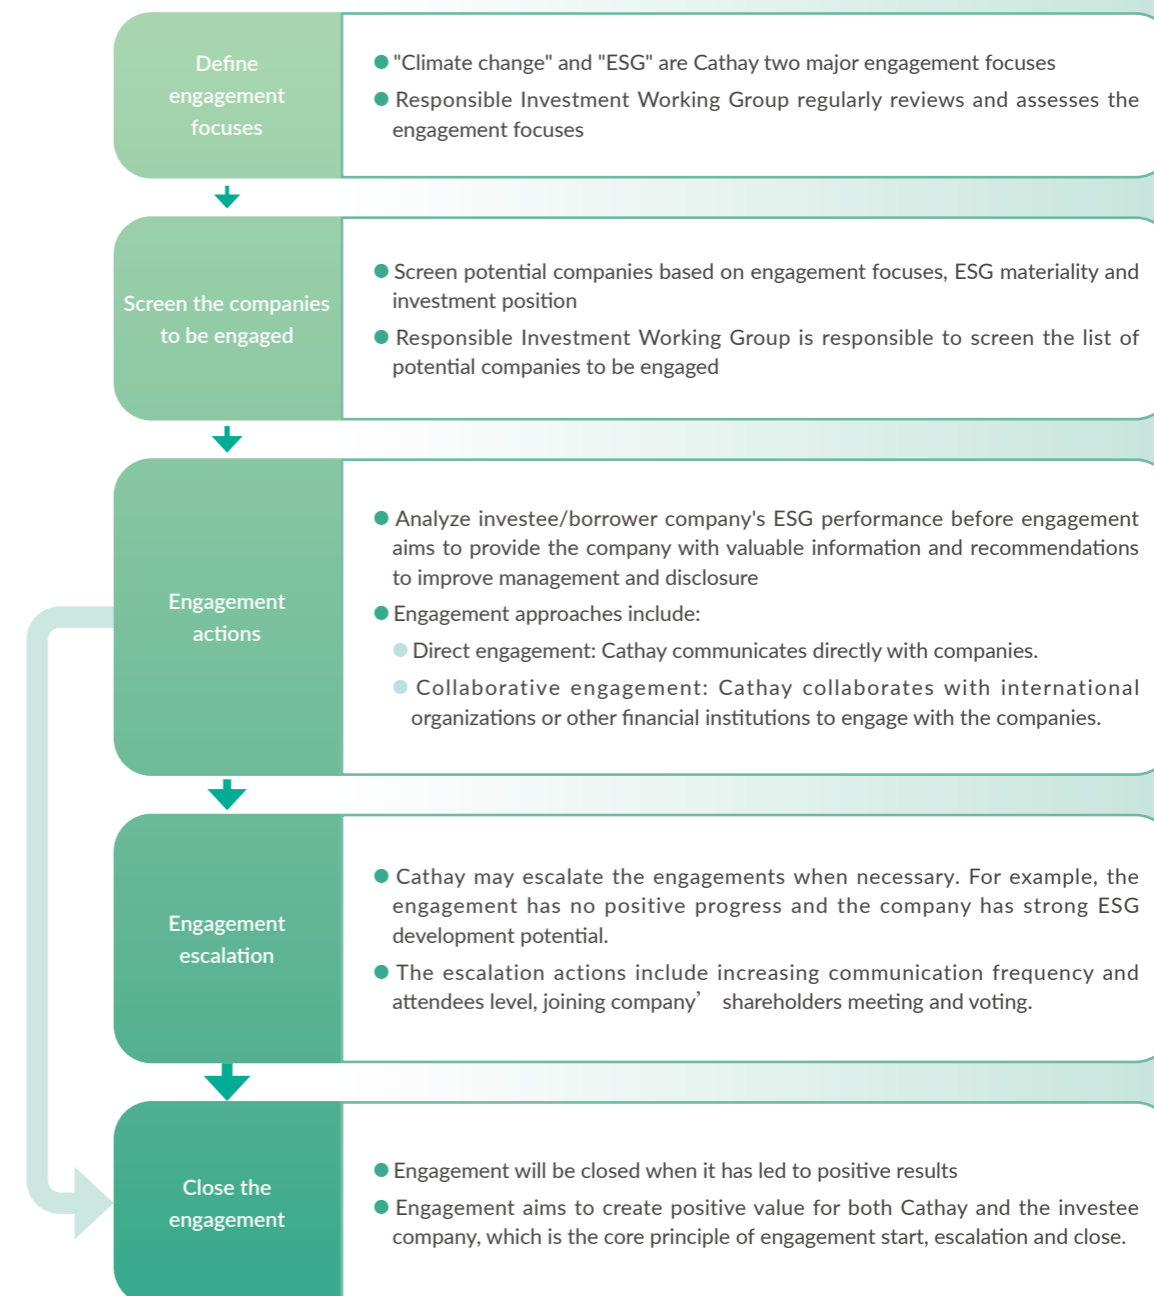 Define
engagement
focuses
"Climate change" and "ESG" are Cathay two major engagement focuses
Responsible Investment Working Group regularly reviews and assesses the
engagement focuses
Screen the companies
to be engaged
Screen potential companies based on engagement focuses, ESG materiality and
investment position
Responsible Investment Working Group is responsible to screen the list of
potential companies to be engaged
Engagement
actions
Analyze investee/borrower company's ESG performance before engagement
aims to provide the company with valuable information and recommendations
to improve management and disclosure
Engagement approaches include:
Direct engagement: Cathay communicates directly with companies.
Collaborative engagement: Cathay collaborates with international
organizations or other financial institutions to engage with the companies.
Engagement
escalation
Cathay may escalate the engagements when necessary. For example, the
engagement has no positive progress and the company has strong ESG
development potential.
The escalation actions include increasing communication frequency and
attendees level, joining company’ shareholders meeting and voting.
Close the
engagement
Engagement will be closed when it has led to positive results
Engagement aims to create positive value for both Cathay and the investee
company, which is the core principle of engagement start, escalation and close.